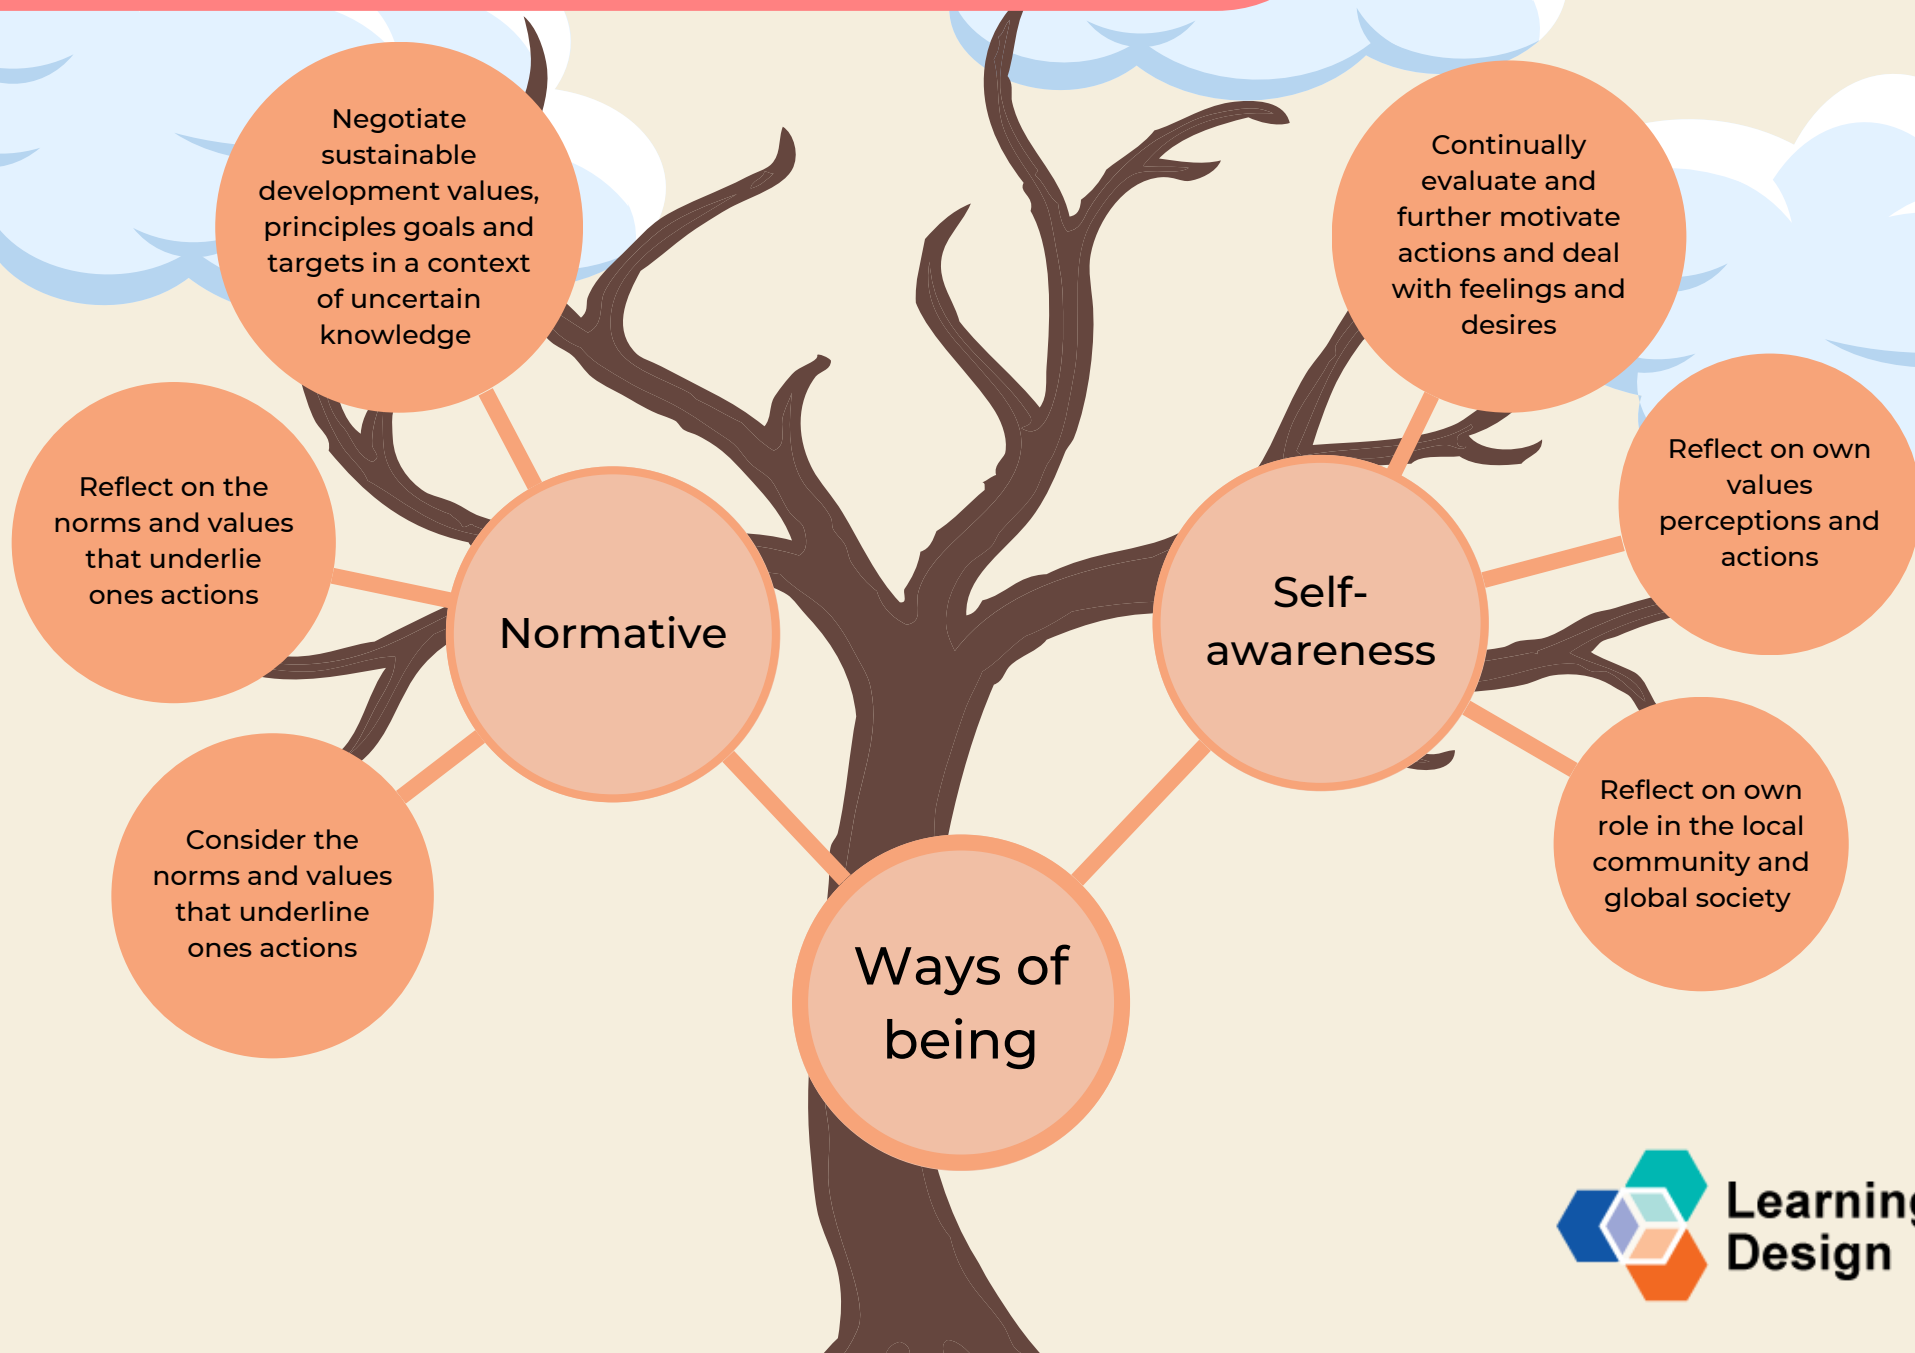 Negotiate
sustainable
development values,
principles goals and
targets in a context
of uncertain
knowledge
Continually
evaluate and
further motivate
actions and deal
with feelings and
desires
Reflect on the
norms and values
that underlie
ones actions
Reflect on own
values
perceptions and
actions
Normative
Self-
awareness
Consider the
norms and values
that underline
ones actions
Reflect on own
role in the local
community and
global society
Ways of
being
Learning
Design